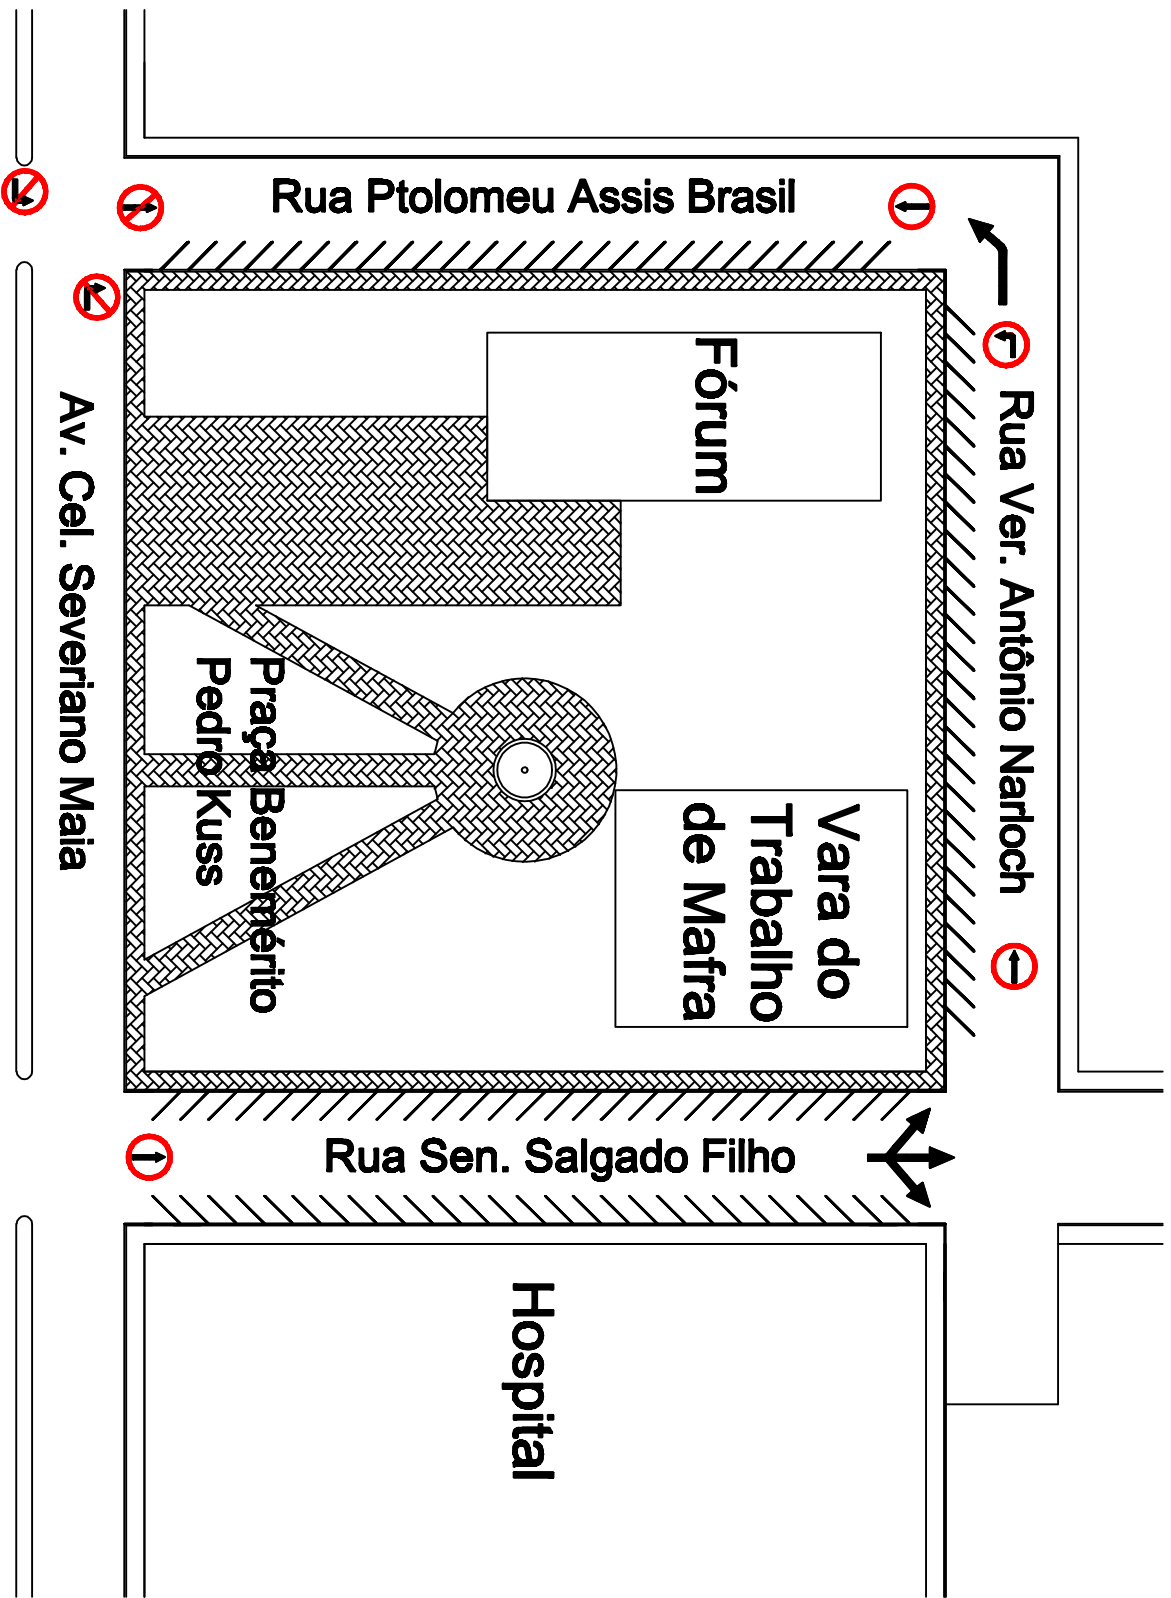 Rua Ptolomeu Assis Brasil
Rua Ver. Antônio Narloch
Fórum
Av. Cel. Severiano Maia
Praça Benemérito
Pedro Kuss
Vara do
Trabalho
de Mafra
Rua Sen. Salgado Filho
Hospital